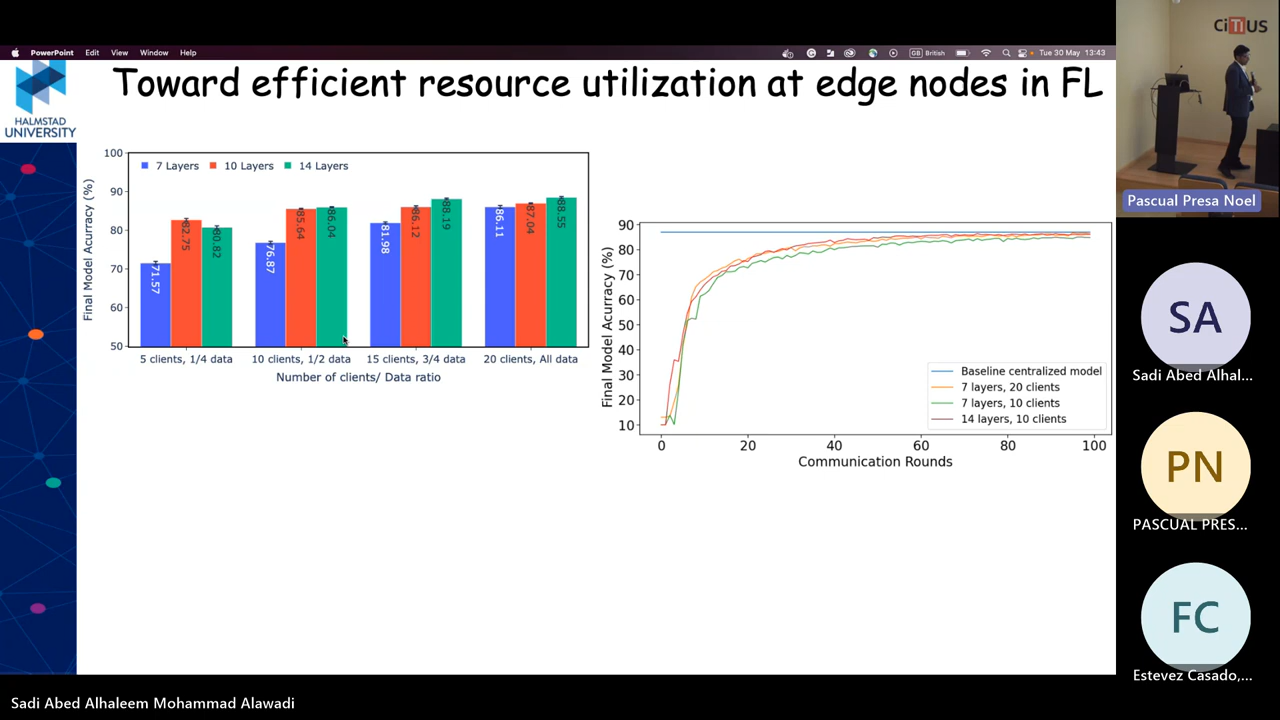 PowerPoint Edit View Window Help
British Tue 30 May 13:43
CiTIUS
Toward efficient resource utilization at edge nodes in FL
HALMSTAD
UNIVERSITY
Pascual Presa Noel
7 Layers 10 Layers 14 Layers
Final Model Acurracy (%)
100
90
80
70
60
50
71.57
82.75
80.82
76.87
85.64
86.04
81.98
86.12
88.19
86.11
87.04
88.55
5 clients, 1/4 data 10 clients, 1/2 data 15 clients, 3/4 data 20 clients, All data
Number of clients/ Data ratio
Final Model Acurracy (%)
90
80
70
60
50
40
30
20
10
Baseline centralized model
7 layers, 20 clients
7 layers, 10 clients
14 layers, 10 clients
0 20 40 60 80 100
Communication Rounds
SA
Sadi Abed Alhal...
PN
PASCUAL PRES...
FC
Estevez Casado,...
Sadi Abed Alhaleem Mohammad Alawadi